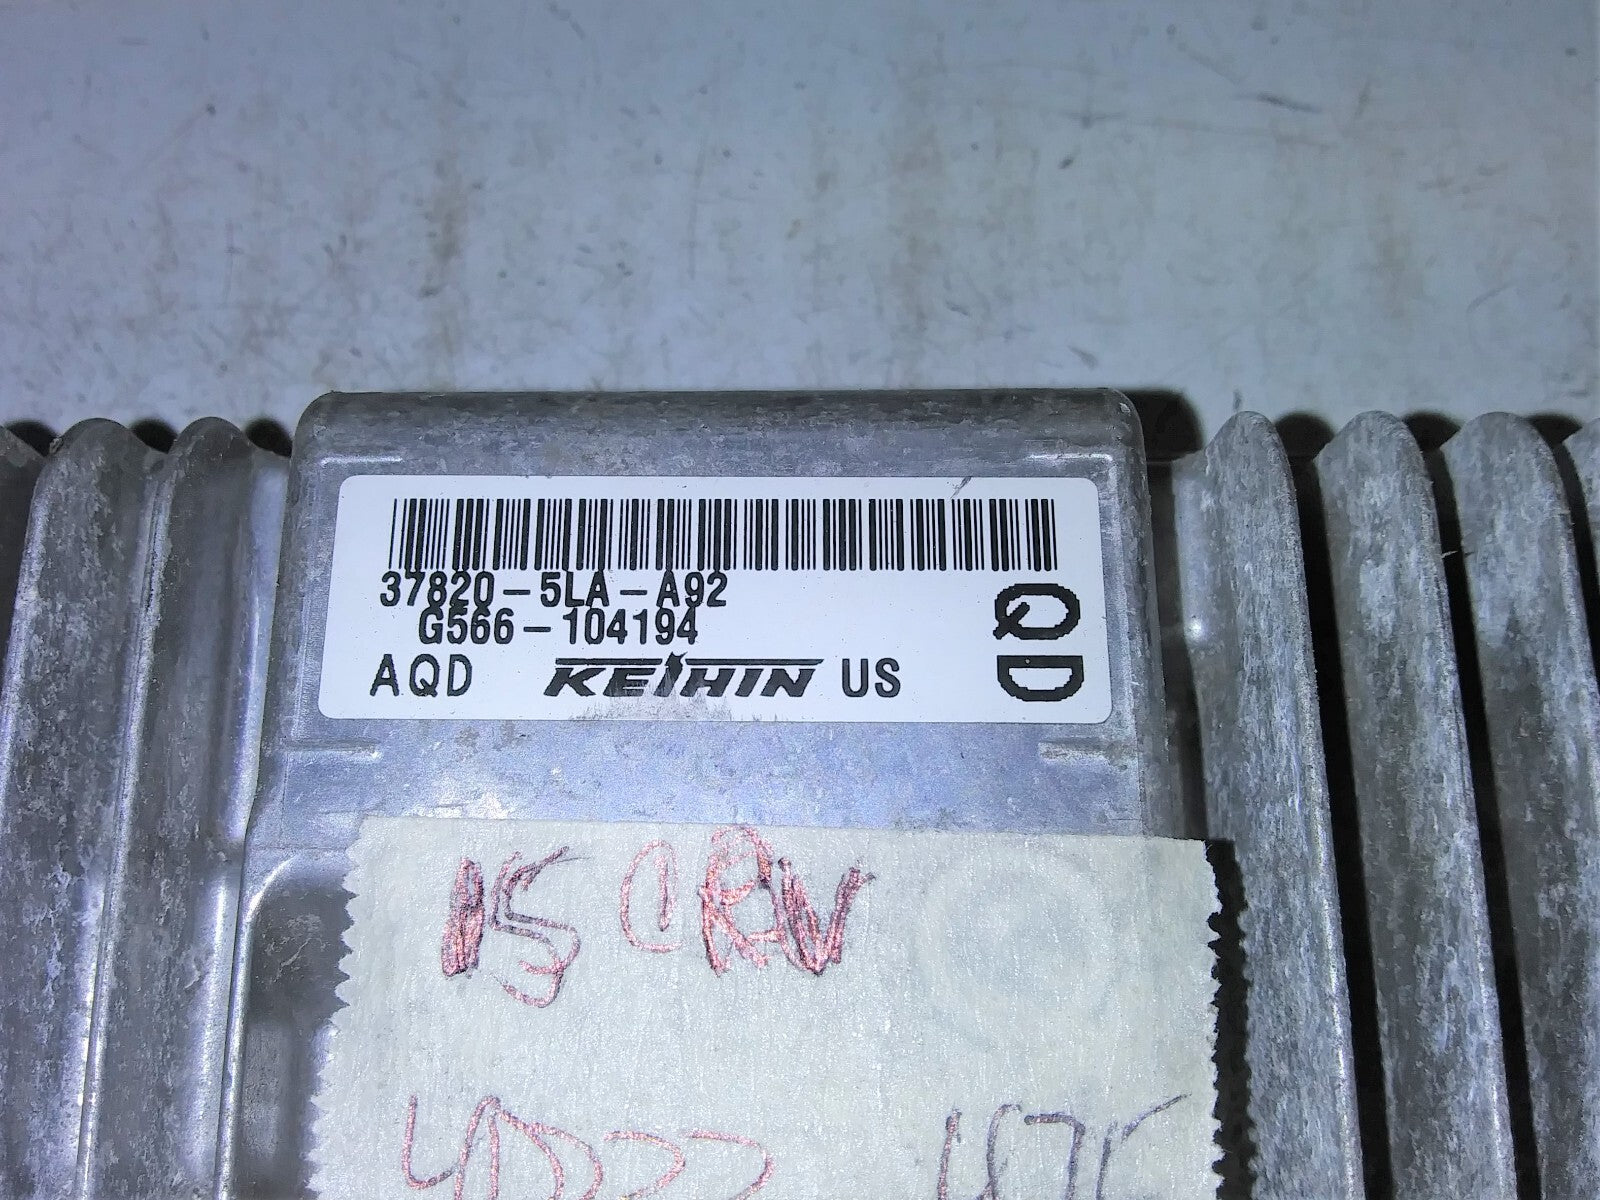 37820-5LA-A92
G566-104194
AQD KEIHIN US
QD
15 CRV